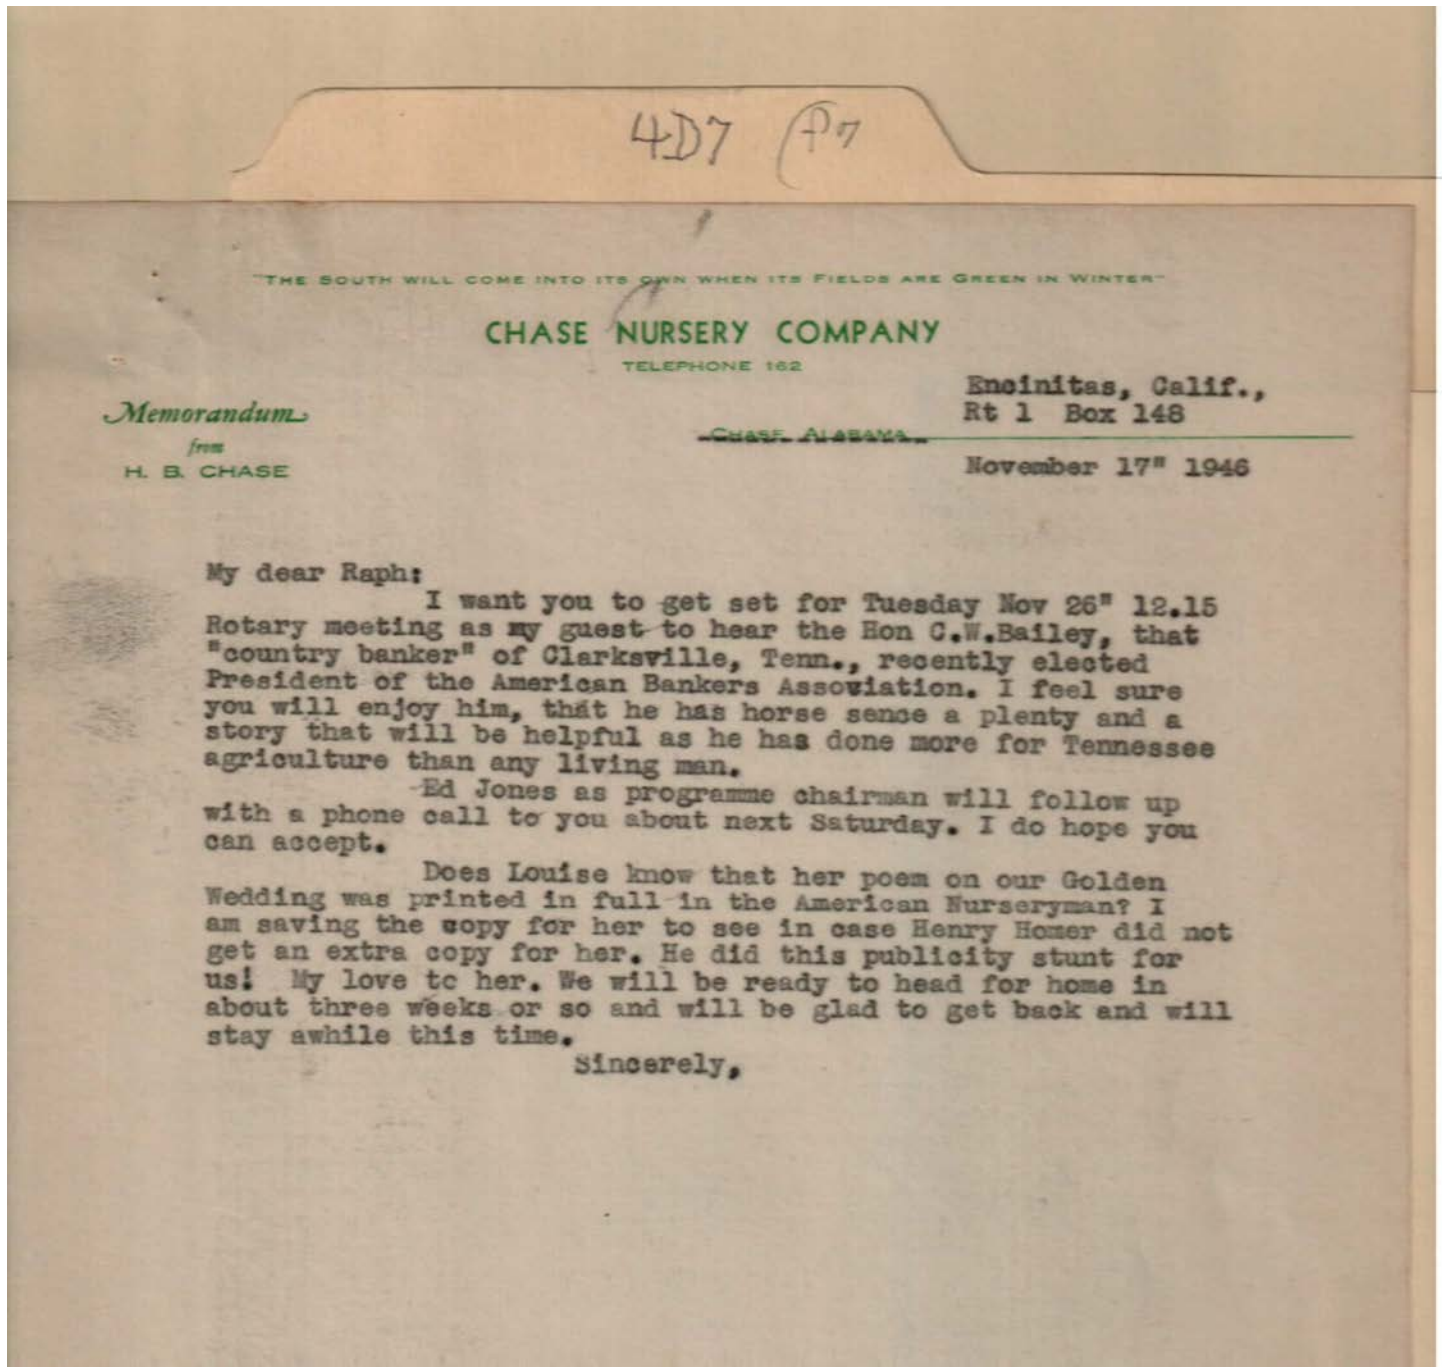 4D7 (P7
"THE SOUTH WILL COME INTO ITS OWN WHEN ITS FIELDS ARE GREEN IN WINTER"
CHASE NURSERY COMPANY
TELEPHONE 162
Encinitas, Calif.,
Rt 1 Box 148
Memorandum
from
H. B. CHASE
CHASE, ALABAMA
November 17" 1946
My dear Raph:
I want you to get set for Tuesday Nov 26" 12.15
Rotary meeting as my guest to hear the Hon C.W.Bailey, that
"country banker" of Clarksville, Tenn., recently elected
President of the American Bankers Association. I feel sure
you will enjoy him, that he has horse sence a plenty and a
story that will be helpful as he has done more for Tennessee
agriculture than any living man.
Ed Jones as programme chairman will follow up
with a phone call to you about next Saturday. I do hope you
can accept.
Does Louise know that her poem on our Golden
Wedding was printed in full in the American Nurseryman? I
am saving the copy for her to see in case Henry Homer did not
get an extra copy for her. He did this publicity stunt for
us! My love to her. We will be ready to head for home in
about three weeks or so and will be glad to get back and will
stay awhile this time.
Sincerely,